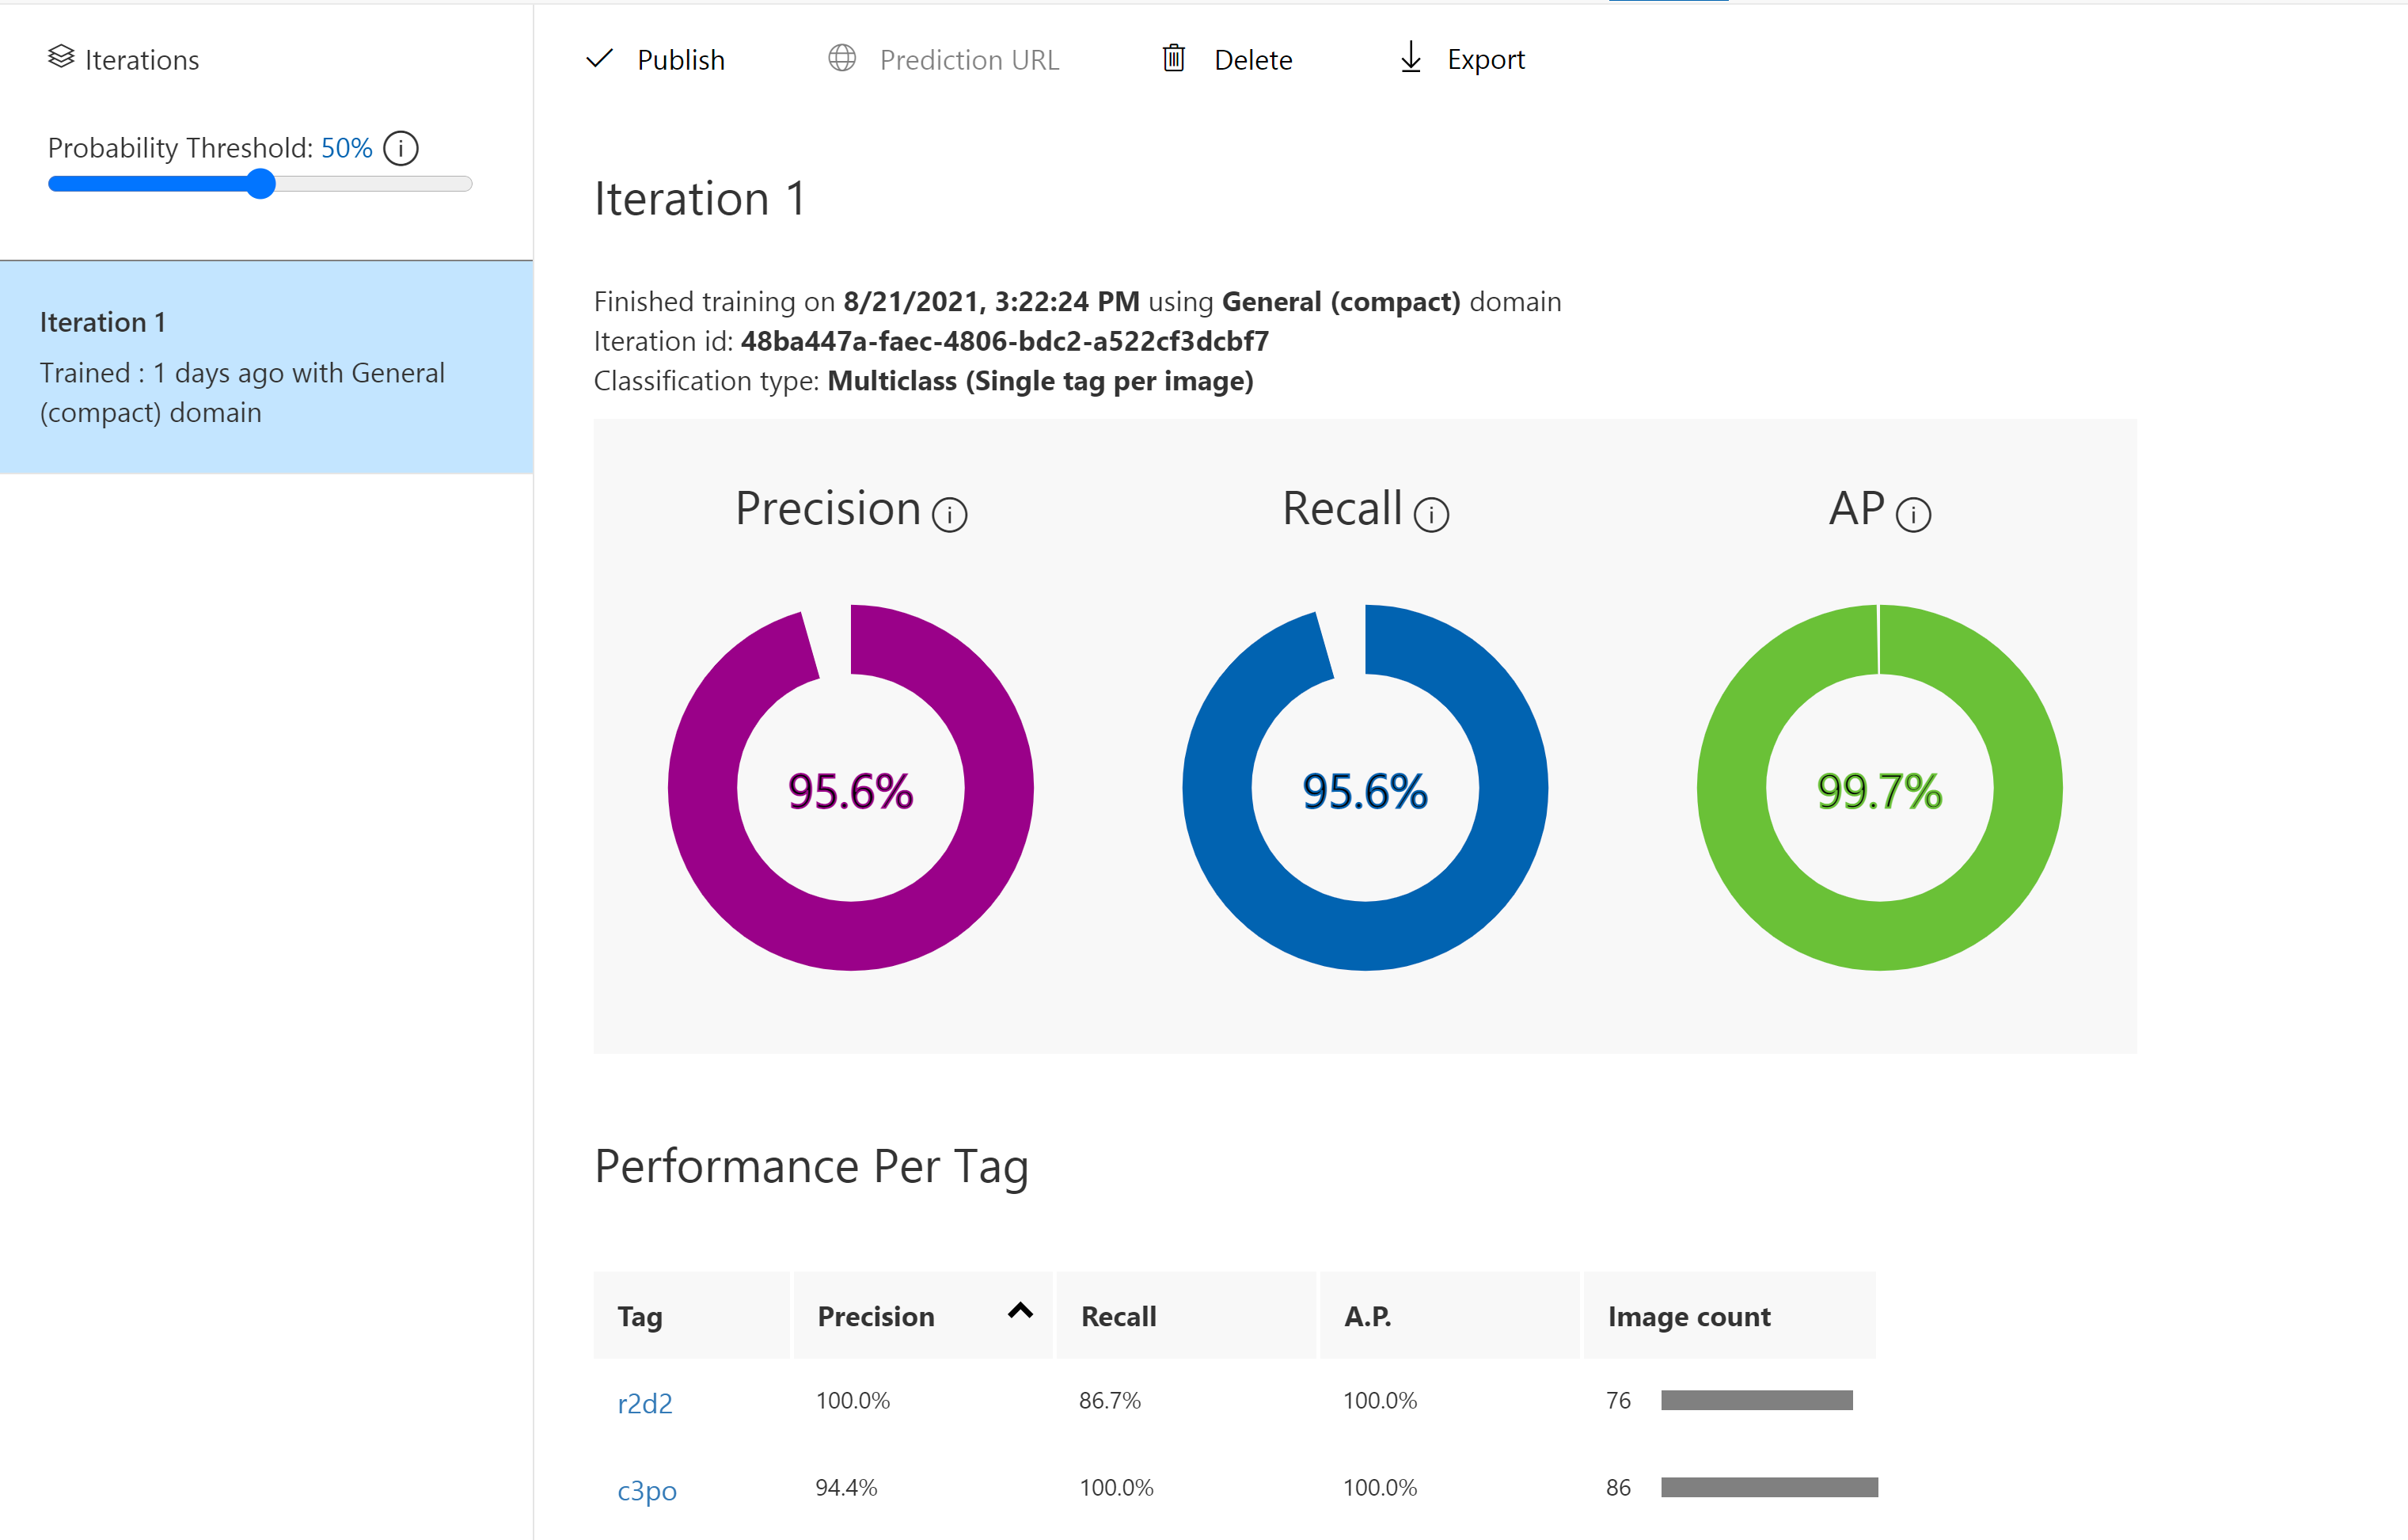 Iterations
Probability Threshold: 50%
Iteration 1
Trained : 1 days ago with General
(compact) domain
Publish
Prediction URL
Delete
Export
Iteration 1
Finished training on 8/21/2021, 3:22:24 PM using General (compact) domain
Iteration id: 48ba447a-faec-4806-bdc2-a522cf3dcbf7
Classification type: Multiclass (Single tag per image)
Precision
Recall
AP
95.6%
95.6%
99.7%
Performance Per Tag
Tag Precision Recall A.P. Image count
r2d2 100.0% 86.7% 100.0% 76
c3po 94.4% 100.0% 100.0% 86